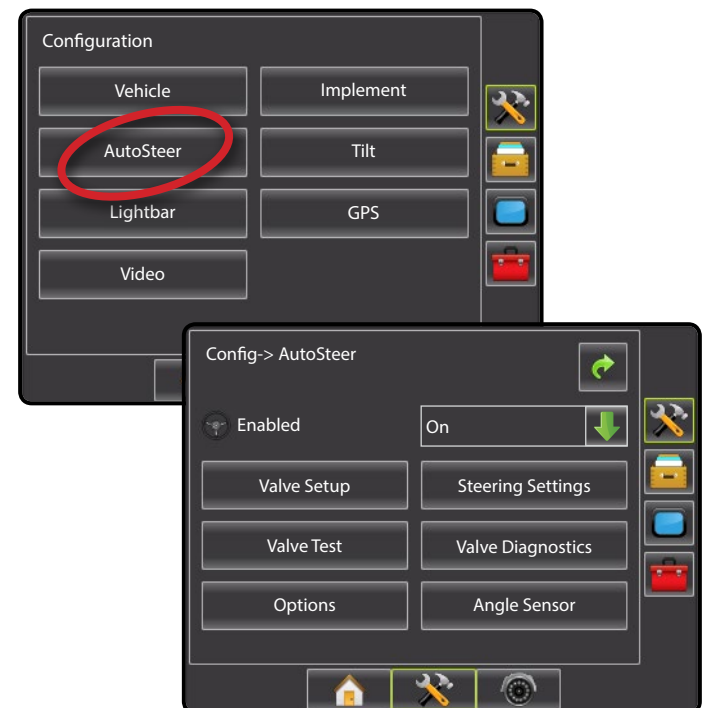 Configuration
Vehicle Implement
AutoSteer Tilt
Lightbar GPS
Video
Config-> AutoSteer
Enabled On
Valve Setup Steering Settings
Valve Test Valve Diagnostics
Options Angle Sensor